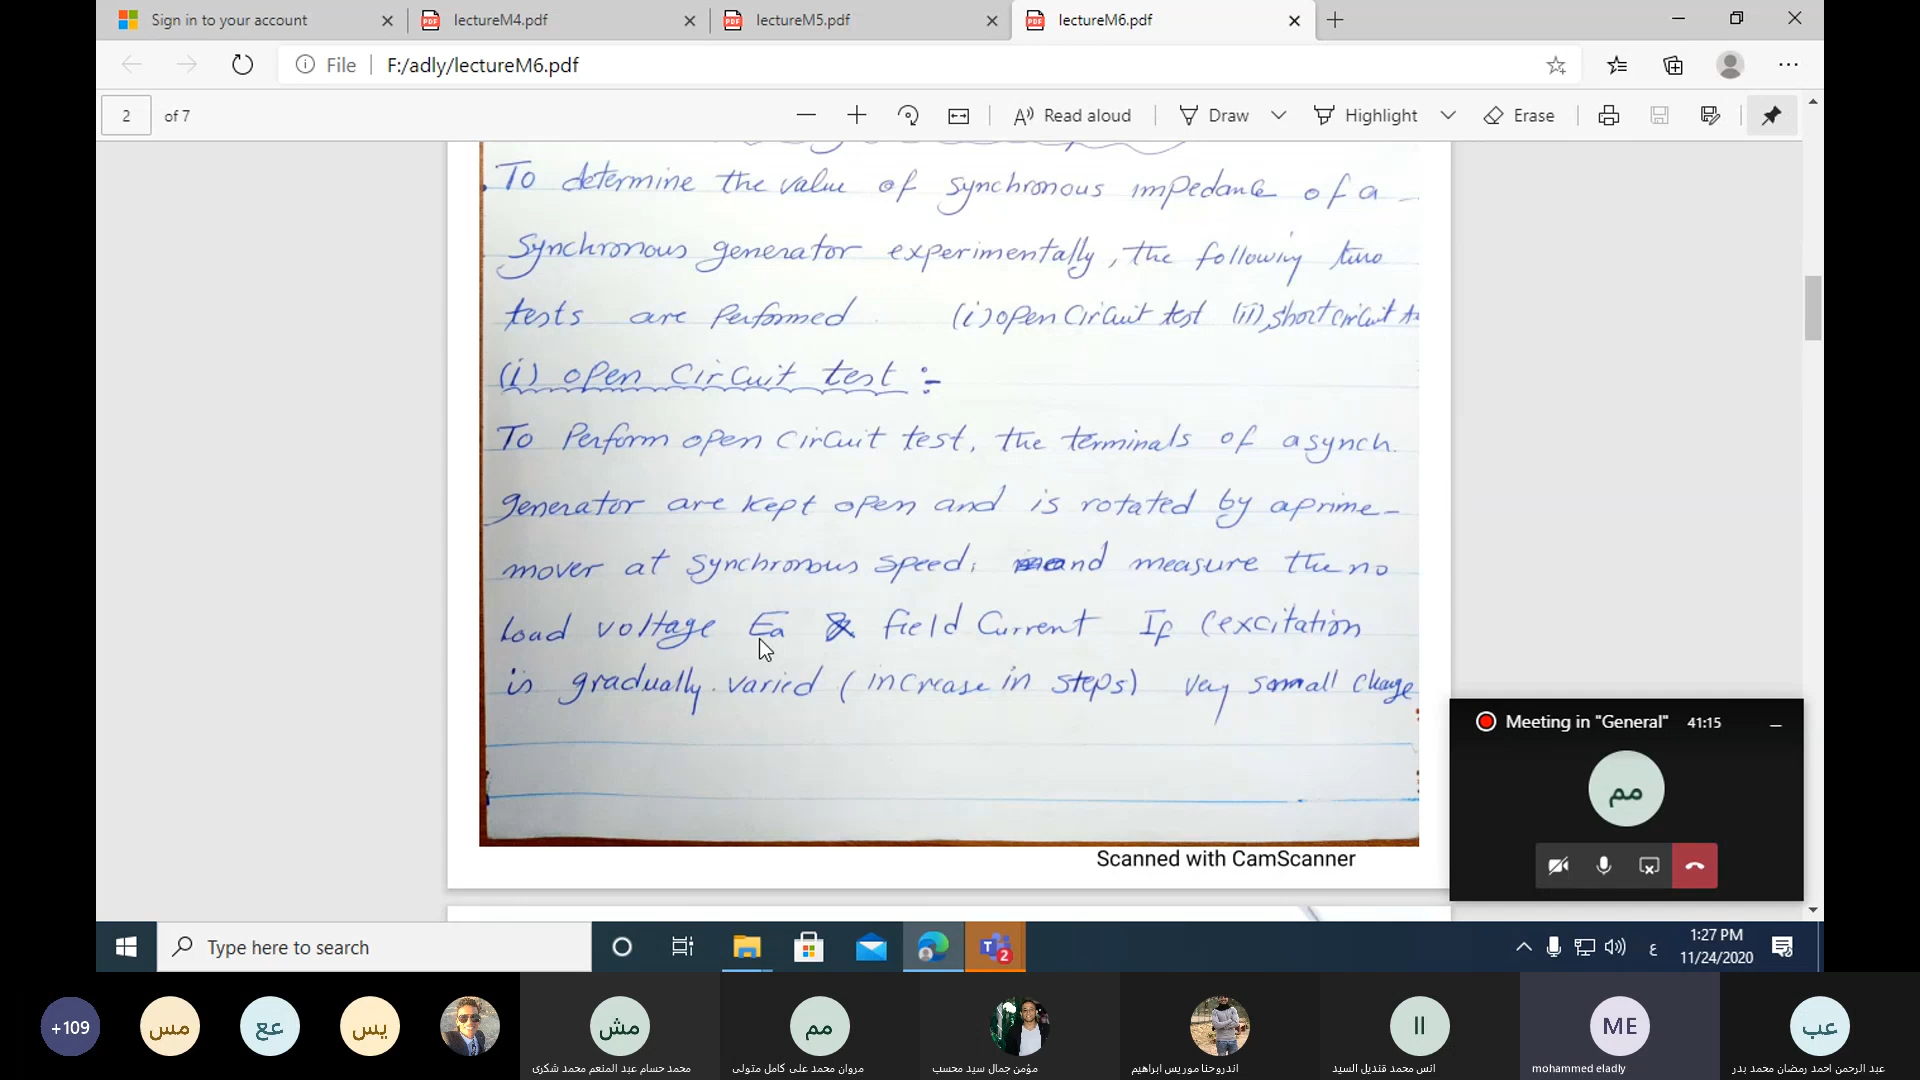 Sign in to your account
lectureM4.pdf
lectureM5.pdf
lectureM6.pdf
File
F:/adly/lectureM6.pdf
2 of 7
Read aloud
Draw
Highlight
Erase
To determine the value of synchronous impedance of a
Synchronous generator experimentally, the following two
tests are performed (i) open Circuit test (ii) short circuit
(i) open Circuit test :-
To Perform open circuit test, the terminals of a synch.
generator are kept open and is rotated by a prime-
mover at synchronous speed, and measure the no
load voltage Ea & field Current If (excitation
is gradually varied (increase in steps) very small change
Scanned with CamScanner
Meeting in "General" 41:15
مم
Type here to search
2
ع
1:27 PM
11/24/2020
+109
مس
عع
يس
مش
مم
II
ME
عب
محمد حسام عبد المنعم محمد شكرى
مروان محمد على كامل متولى
مؤمن جمال سيد محسب
اندروحنا موريس ابراهيم
انس محمد قنديل السيد
mohammed eladly
عبد الرحمن احمد رمضان محمد بدر